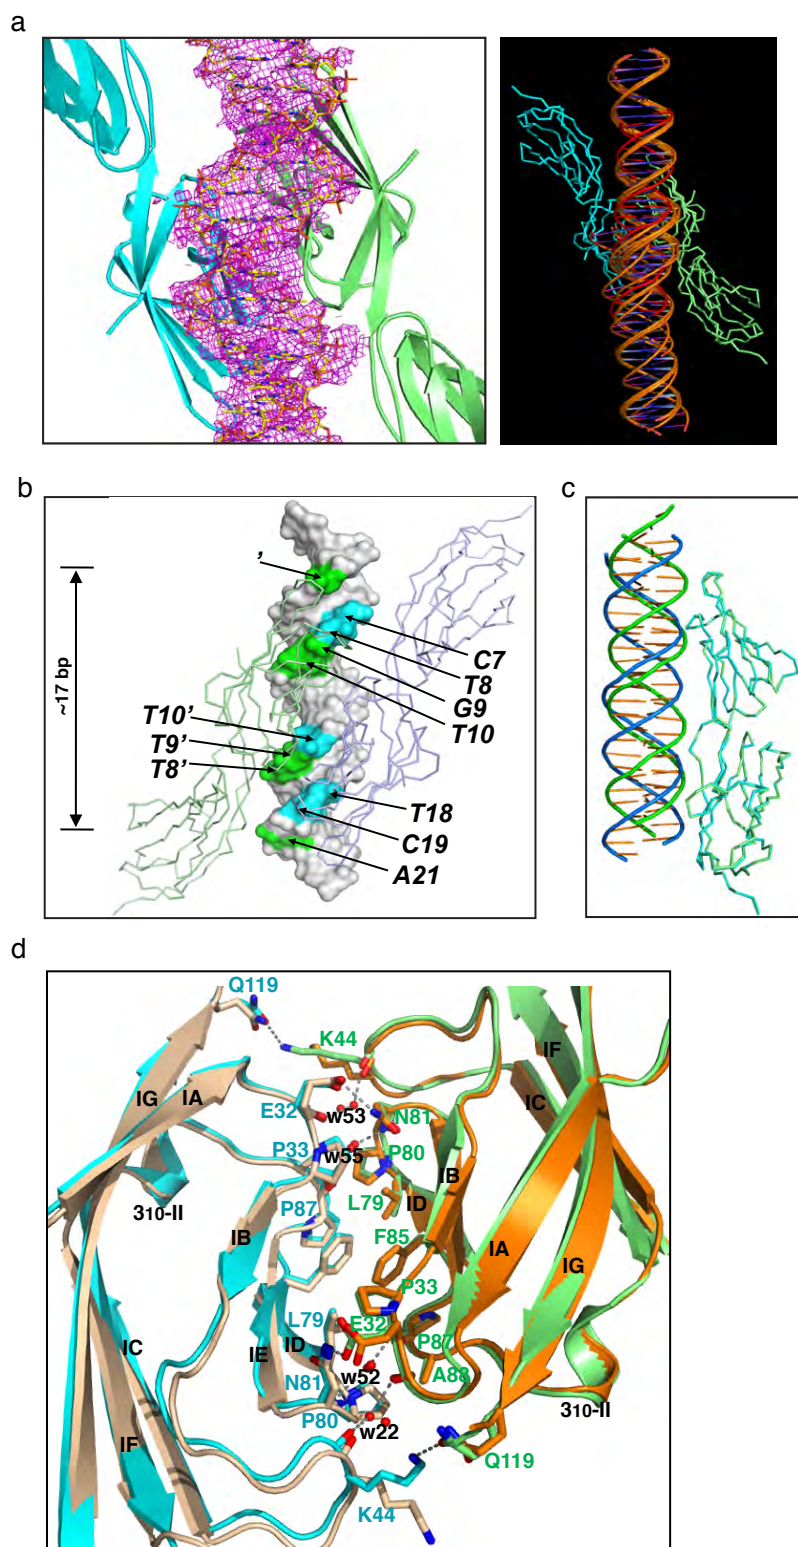 a
b
c
~17 bp
’
C7
T8
G9
T10
T10’
T9’
T8’
T18
C19
A21
d
Q119
K44
IF
IG
IA
IC
E32
w53
N81
P33
w55
P80
IB
310-II
L79
ID
P87
IB
F85
IA
IG
P33
L79
E32
IC
IE
ID
P87
w52
A88
N81
310-II
P80
w22
IF
Q119
K44